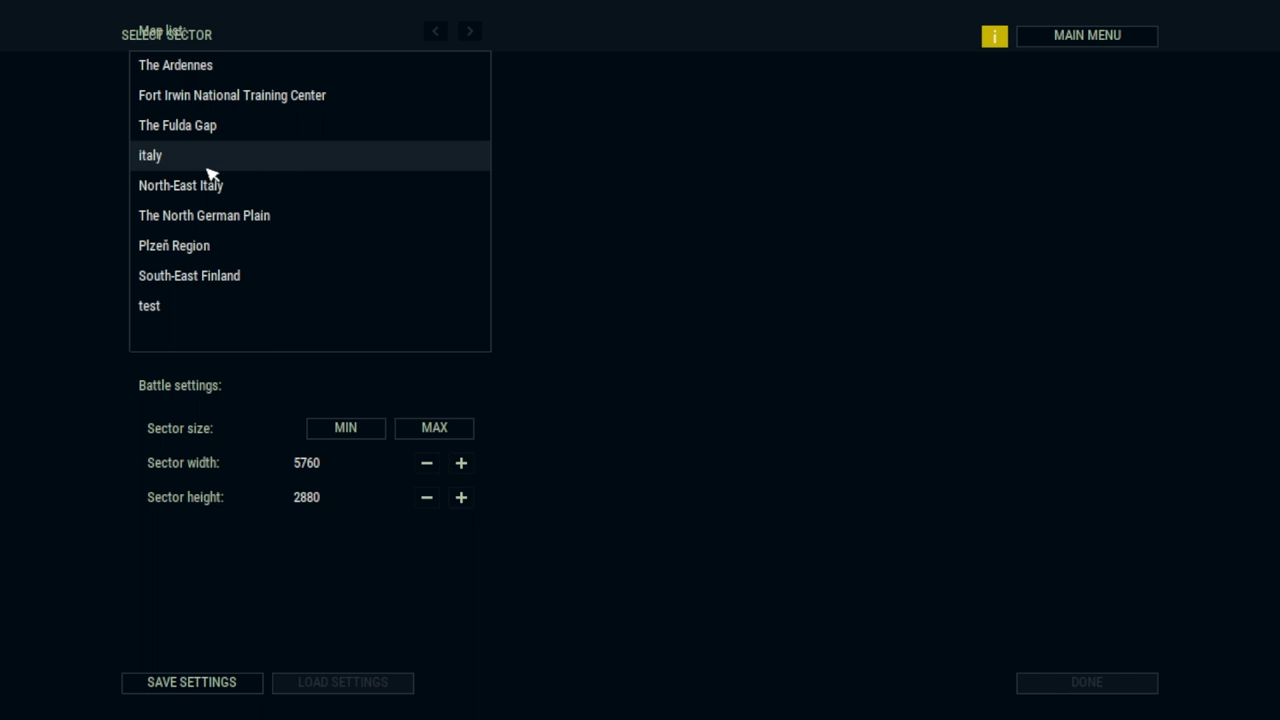 Map list:
SELECT SECTOR
< >
i
MAIN MENU
The Ardennes
Fort Irwin National Training Center
The Fulda Gap
italy
North-East Italy
The North German Plain
Plzeň Region
South-East Finland
test
Battle settings:
Sector size: MIN MAX
Sector width: 5760 − +
Sector height: 2880 − +
SAVE SETTINGS LOAD SETTINGS DONE